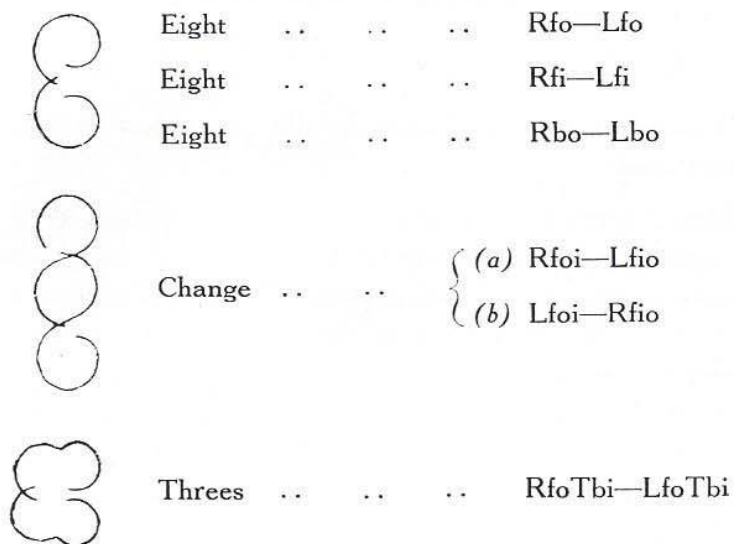 Eight .. .. .. Rfo—Lfo
Eight .. .. .. Rfi—Lfi
Eight .. .. .. Rbo—Lbo
Change .. .. (a) Rfoi—Lfio
(b) Lfoi—Rfio
Threes .. .. .. RfoTbi—LfoTbi